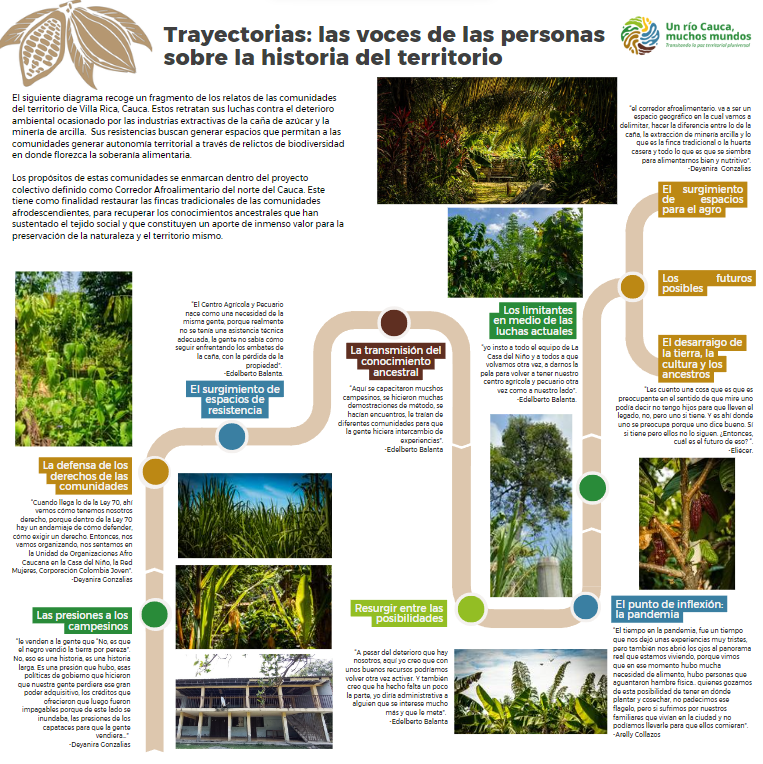 Trayectorias: las voces de las personas
sobre la historia del territorio
Un río Cauca,
muchos mundos
Transitando la paz territorial pluriversal
El siguiente diagrama recoge un fragmento de los relatos de las comunidades
del territorio de Villa Rica, Cauca. Estos retratan sus luchas contra el deterioro
ambiental ocasionado por las industrias extractivas de la caña de azúcar y la
minería de arcilla. Sus resistencias buscan generar espacios que permitan a las
comunidades generar autonomía territorial a través de relictos de biodiversidad
en donde florezca la soberanía alimentaria.
Los propósitos de estas comunidades se enmarcan dentro del proyecto
colectivo definido como Corredor Afroalimentario del norte del Cauca. Este
tiene como finalidad restaurar las fincas tradicionales de las comunidades
afrodescendientes, para recuperar los conocimientos ancestrales que han
sustentado el tejido social y que constituyen un aporte de inmenso valor para la
preservación de la naturaleza y el territorio mismo.
"el corredor afroalimentario, va a ser un
espacio geográfico en la cual vamos a
delimitar, hacer la diferencia entre lo de la
caña, la extracción de minería arcilla y lo
que es la finca tradicional o la huerta
casera y todo lo que es que se siembra
para alimentarnos bien y nutritivo".
-Deyanira Gonzalias
El surgimiento
de espacios
para el agro
Los futuros
posibles
El desarraigo de
la tierra, la
cultura y los
ancestros
"Les cuento una cosa que es que es
preocupante en el sentido de que mire uno
podía decir no tengo hijos para que lleven el
legado, no, pero uno si tiene. Y es ahí donde
uno se preocupa porque uno dice bueno. Si
si tiene pero ellos no lo siguen. ¿Entonces,
cuál es el futuro de eso? ".
-Eliecer.
"El Centro Agrícola y Pecuario
nace como una necesidad de la
misma gente, porque realmente
no se tenía una asistencia técnica
adecuada, la gente no sabía cómo
seguir enfrentando los embates de
la caña, con la pérdida de la
propiedad".
-Edelberto Balanta.
El surgimiento de
espacios de
resistencia
La transmisión del
conocimiento
ancestral
"Aquí se capacitaron mucshos
campesinos, se hicieron muchas
demostraciones de método, se
hacían encuentros, le traían de
diferentes comunidades para que
la gente hiciera intercambio de
experiencias".
-Edelberto Balanta
Los limitantes
en medio de las
luchas actuales
"yo insto a todo el equipo de La
Casa del Niño y a todos a que
volvamos otra vez, a darnos la
pela para volver a tener nuestro
centro agrícola y pecuario otra
vez como a nuestro lado".
-Edelberto Balanta.
La defensa de los
derechos de las
comunidades
"Cuando llega lo de la Ley 70, ahí
vemos cómo tenemos nosotros
derecho, porque dentro de la Ley 70
hay un andamiaje de cómo defender,
cómo exigir un derecho. Entonces, nos
vamos organizando, nos sentamos en
la Unidad de Organizaciones Afro
Caucana en la Casa del Niño, la Red
Mujeres, Corporación Colombia Joven".
-Deyanira Gonzalias
Las presiones a los
campesinos
"le venden a la gente que "No, es que
el negro vendió la tierra por pereza".
No, eso es una historia, es una historia
larga. Es una presión que hubo, esas
políticas de gobierno que hicieron
que nuestra gente perdiera ese gran
poder adquisitivo, los créditos que
ofrecieron que luego fueron
impagables porque de este lado se
inundaba, las presiones de los
capataces para que la gente
vendiera..."
-Deyanira Gonzalias
Resurgir entre las
posibilidades
"A pesar del deterioro que hay
nosotros, aquí yo creo que con
unos buenos recursos podríamos
volver otra vez activar. Y también
creo que ha hecho falta un poco
la parte, yo diría administrativa a
alguien que se interese mucho
más y que le meta".
-Edelberto Balanta
El punto de inflexión:
la pandemia
"El tiempo en la pandemia, fue un tiempo
que nos dejó unas experiencias muy tristes,
pero también nos abrió los ojos al panorama
real que estamos viviendo, porque vimos
que en ese momento hubo mucha
necesidad de alimento, hubo personas que
aguantaron hambre física.. quienes gozamos
de esta posibilidad de tener en dónde
plantar y cosechar, no padecimos ese
flagelo, pero si sufrimos por nuestros
familiares que vivían en la ciudad y no
podíamos llevarle para que ellos comieran".
-Arelly Collazos